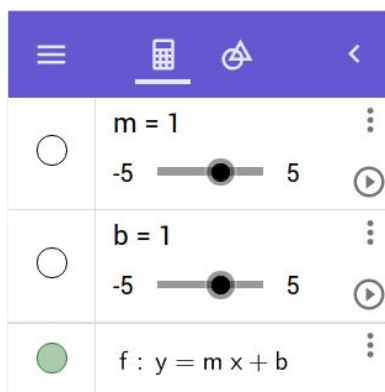 m = 1
-5 5
b = 1
-5 5
f : y = m x + b